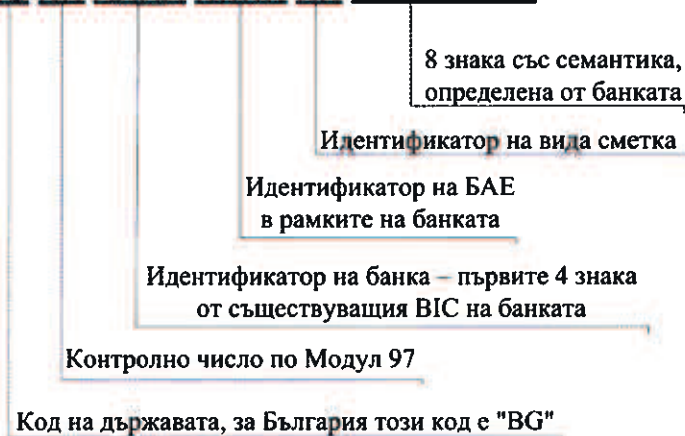 8 знака със семантика,
определена от банката
Идентификатор на вида сметка
Идентификатор на БАЕ
в рамките на банката
Идентификатор на банка – първите 4 знака
от съществуващия BIC на банката
Контролно число по Модул 97
Код на държавата, за България този код е "BG"